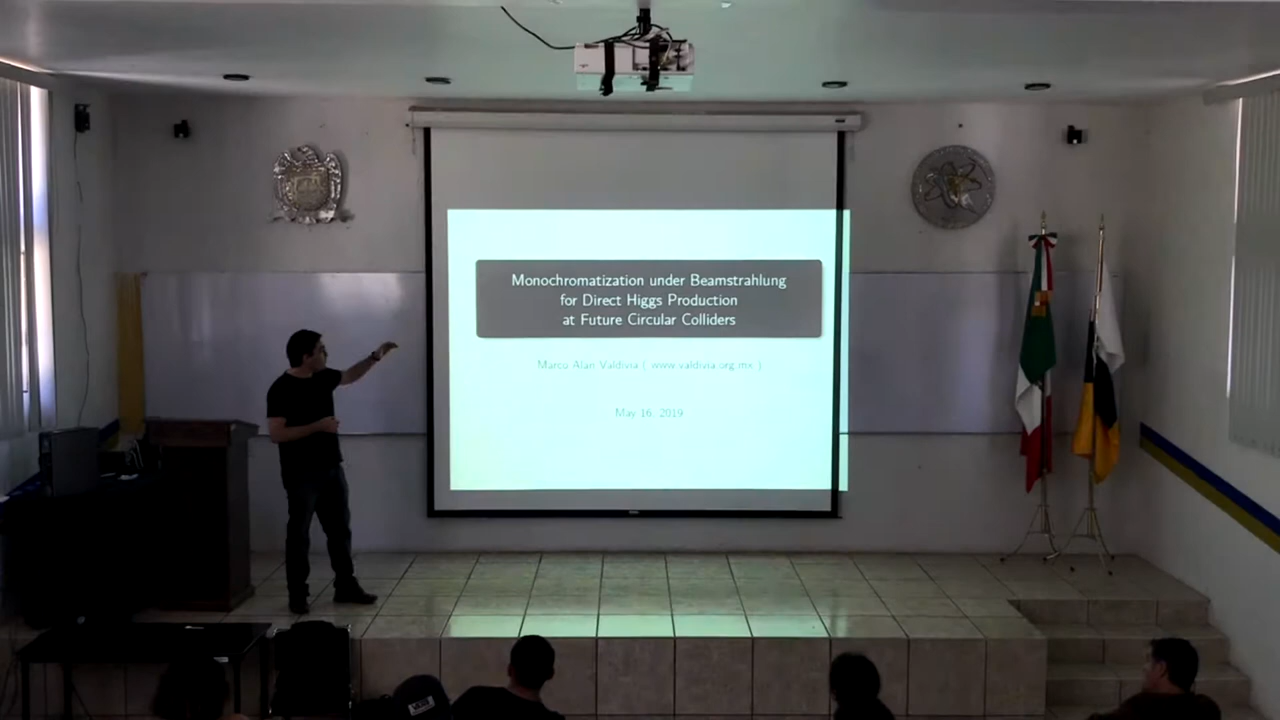 Monochromatization under Beamstrahlung
for Direct Higgs Production
at Future Circular Colliders
Marco Alan Valdivia ( www.valdivia.org.mx )
May 16, 2019